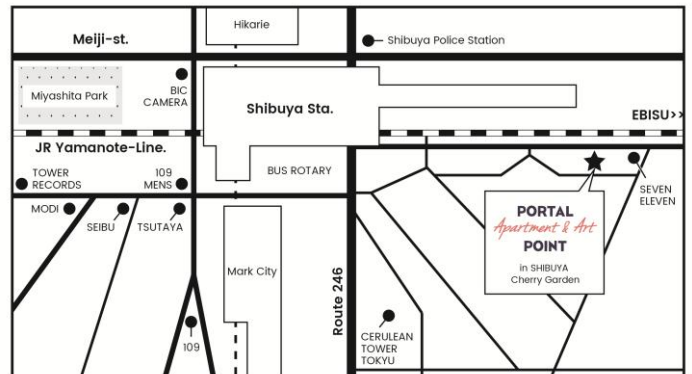 Hikarie
Meiji-st.
Shibuya Police Station
Miyashita Park
BIC
CAMERA
Shibuya Sta.
EBISU>>
JR Yamanote-Line.
TOWER
RECORDS
109
MENS
BUS ROTARY
SEVEN
ELEVEN
MODI
SEIBU
TSUTAYA
PORTAL
Apartment & Art
POINT
in SHIBUYA
Cherry Garden
Mark City
Route 246
109
CERULEAN
TOWER
TOKYU